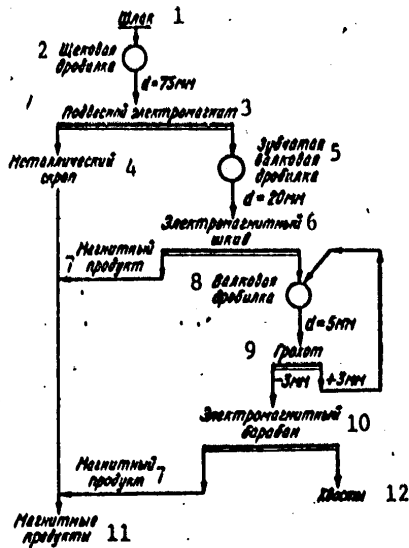 Шлак 1
2 Щековая
дробилка
d=75мм
Подвесной электромагнит 3
Металлический
скрап 4
Зубчатая
валковая
дробилка 5
d=20мм
Электромагнитный
шкив 6
7 Магнитный
продукт
8 Валковая
дробилка
d=5мм
9 Грохот
-3мм +3мм
Электромагнитный
барабан 10
Магнитный
продукт 7
Хвосты 12
Магнитные
продукты 11